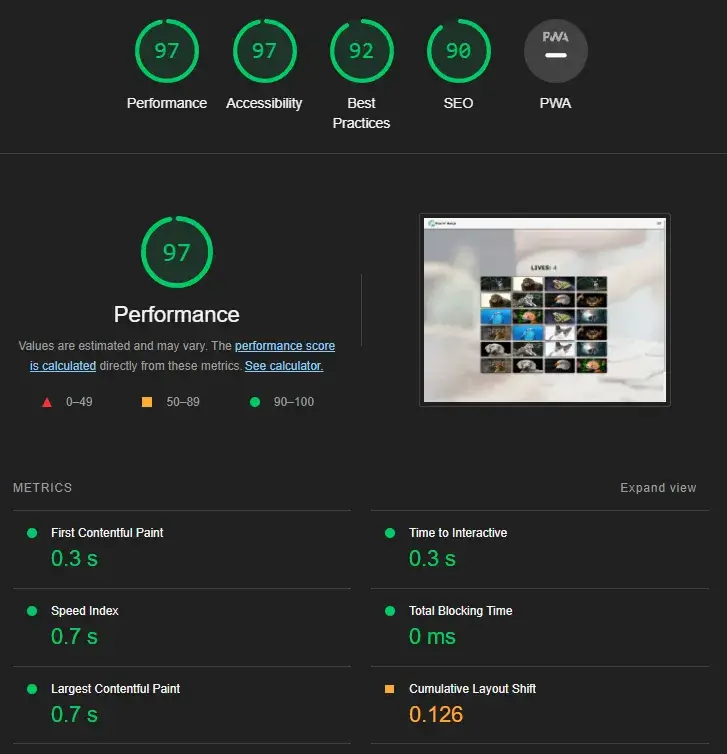 97
97
92
90
PWA
Performance
Accessibility
Best
Practices
SEO
PWA
97
Performance
Values are estimated and may vary. The performance score
is calculated directly from these metrics. See calculator.
0–49
50–89
90–100
LIVES: 4
METRICS
Expand view
First Contentful Paint
0.3 s
Time to Interactive
0.3 s
Speed Index
0.7 s
Total Blocking Time
0 ms
Largest Contentful Paint
0.7 s
Cumulative Layout Shift
0.126